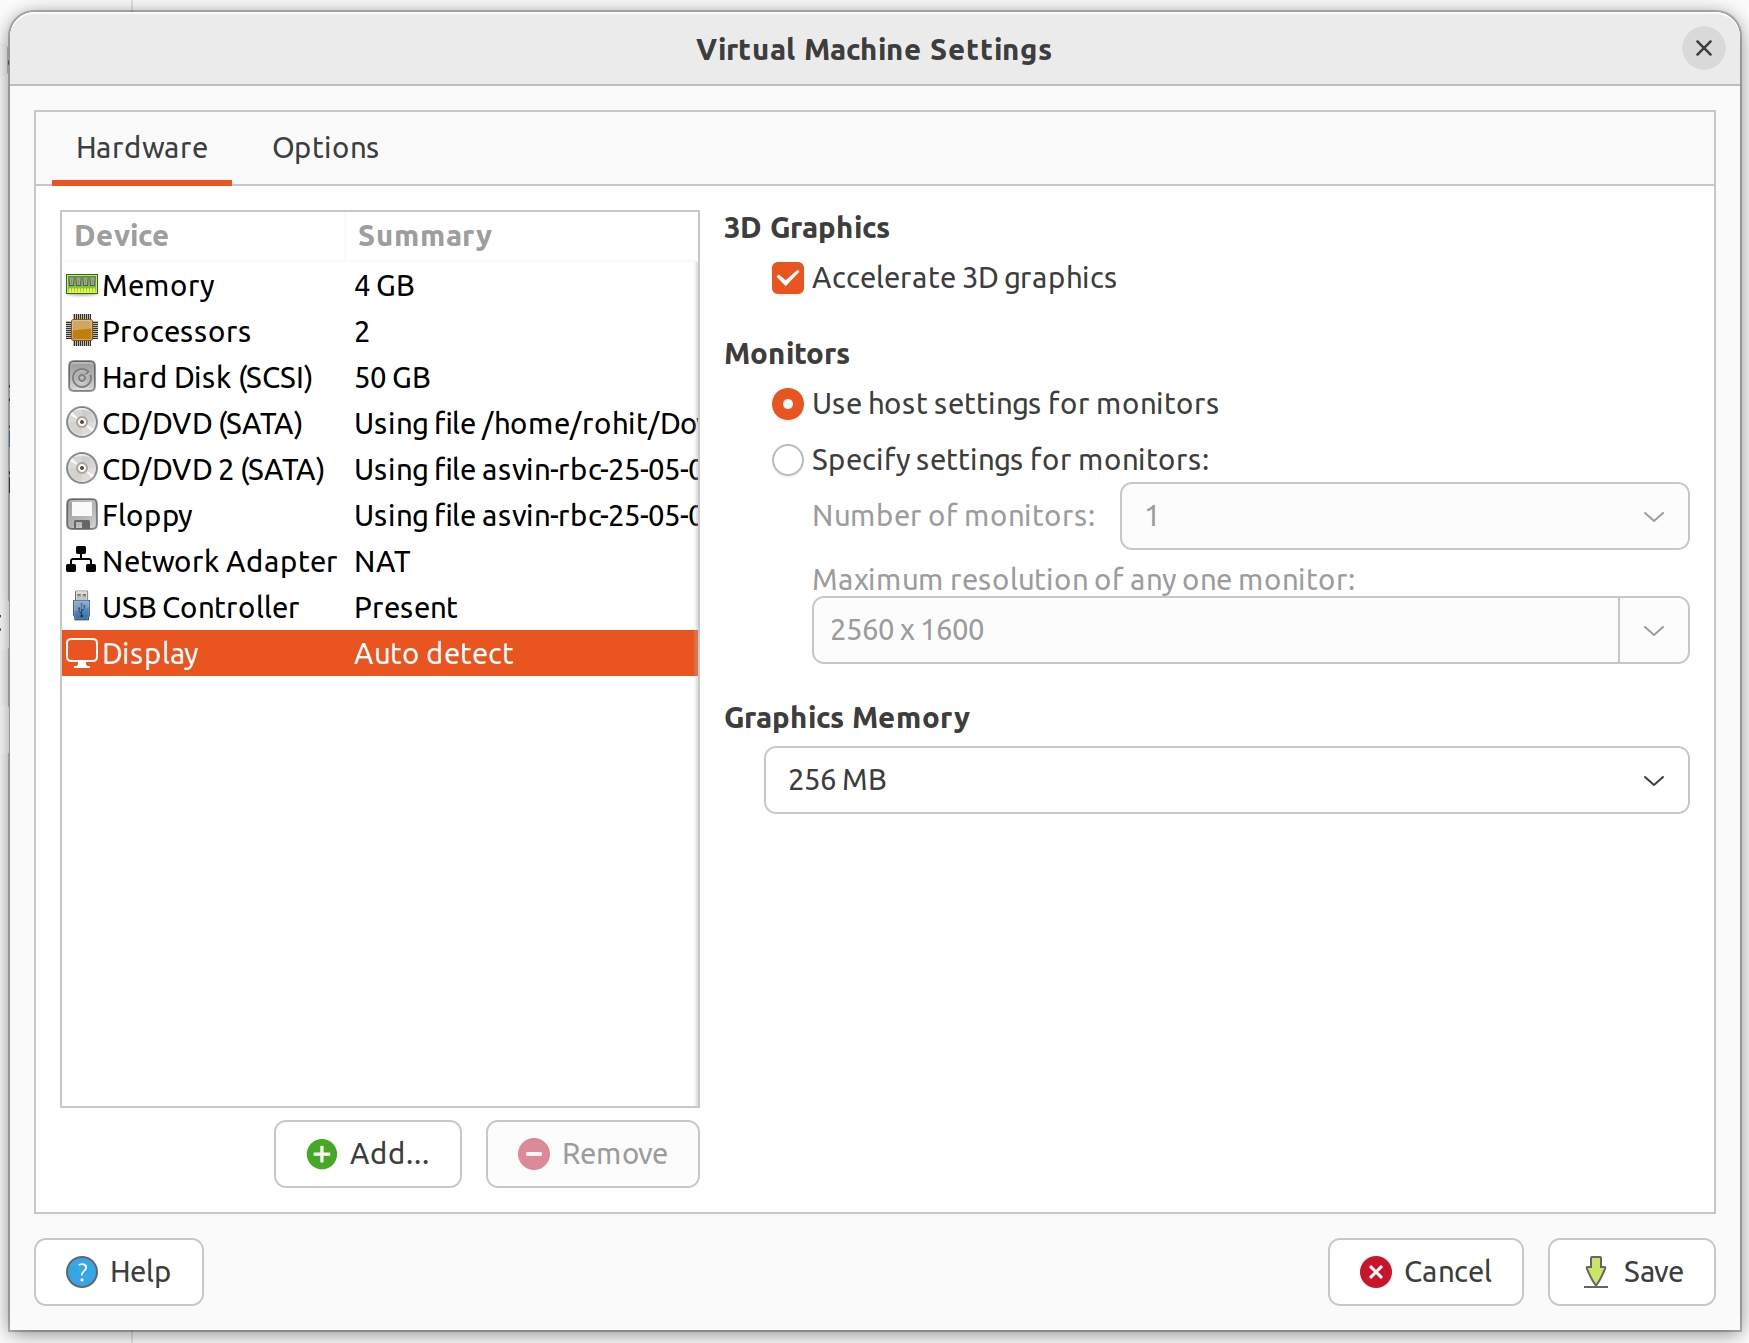 Virtual Machine Settings
Hardware Options
Device Summary
Memory 4 GB
Processors 2
Hard Disk (SCSI) 50 GB
CD/DVD (SATA) Using file /home/rohit/Do
CD/DVD 2 (SATA) Using file asvin-rbc-25-05-0
Floppy Using file asvin-rbc-25-05-0
Network Adapter NAT
USB Controller Present
Display Auto detect
Add...
Remove
3D Graphics
Accelerate 3D graphics
Monitors
Use host settings for monitors
Specify settings for monitors:
Number of monitors: 1
Maximum resolution of any one monitor:
2560 x 1600
Graphics Memory
256 MB
Help
Cancel
Save